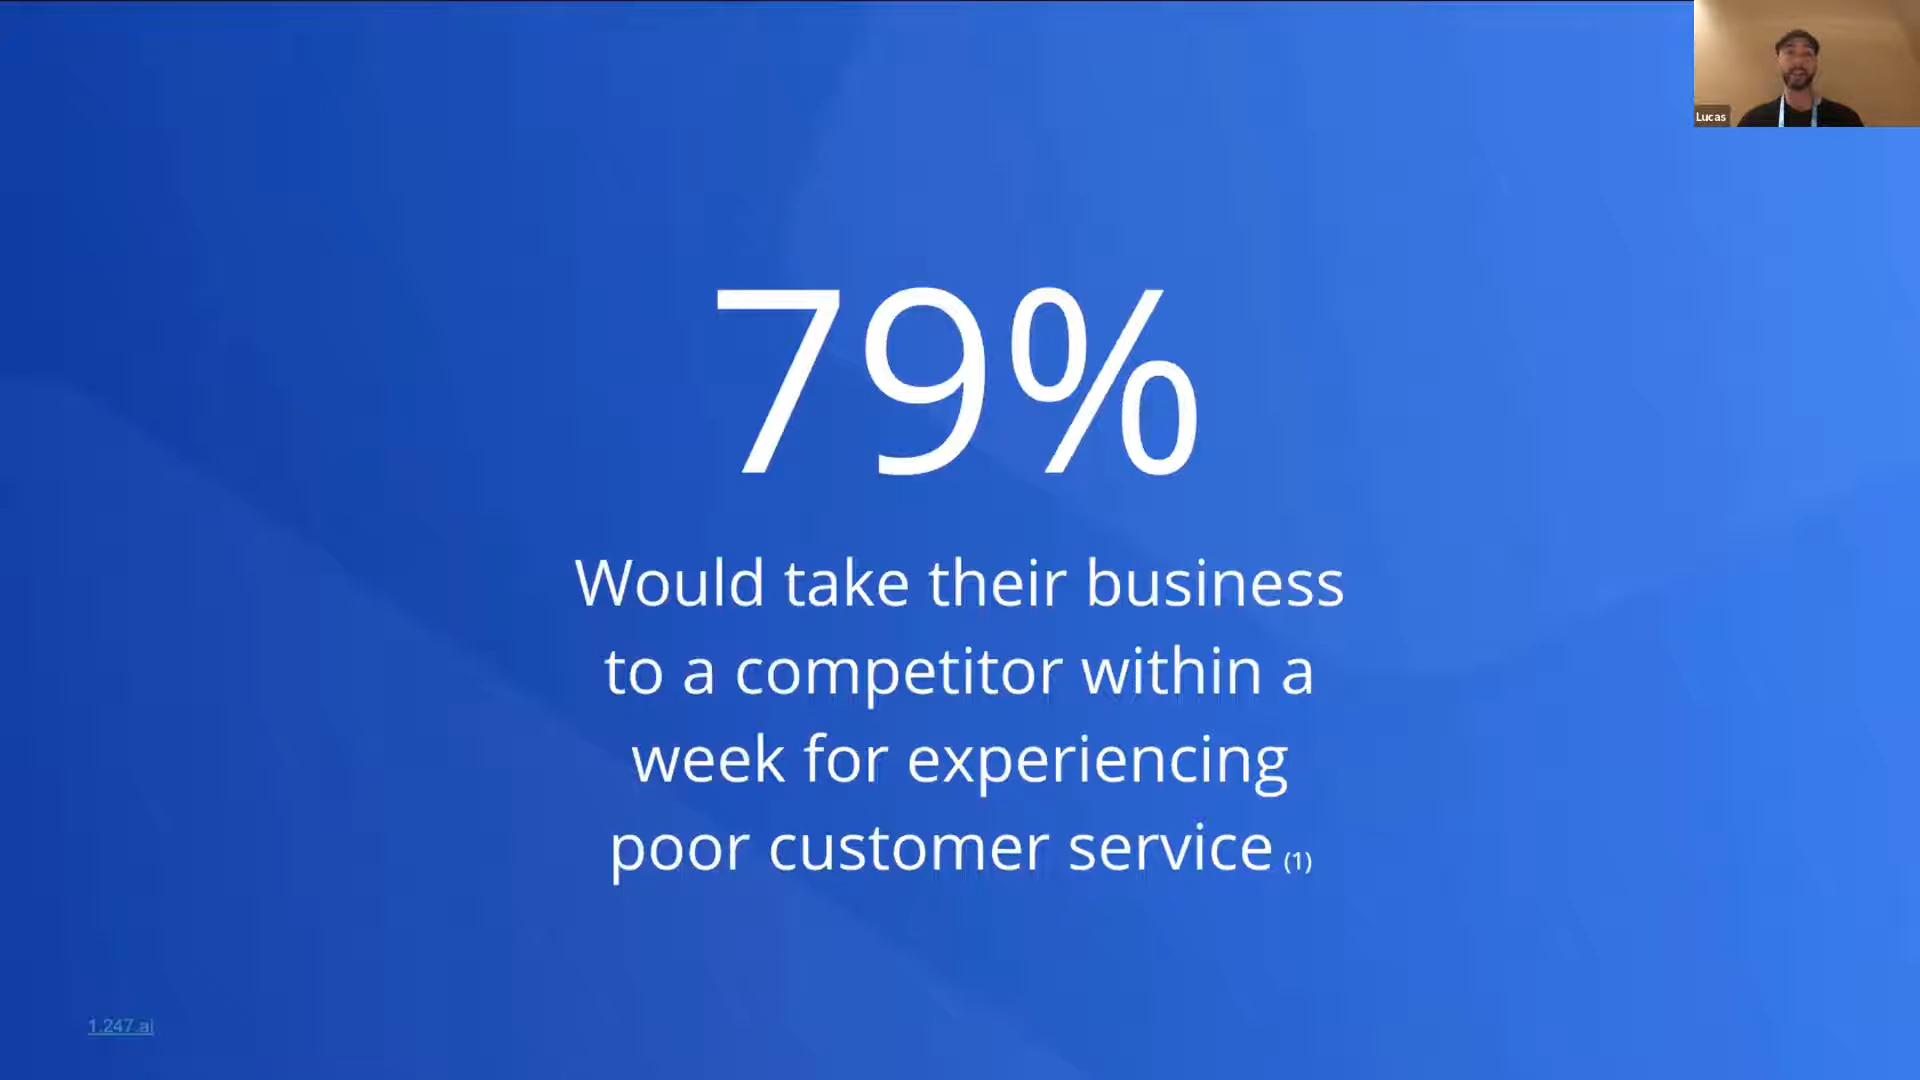 Lucas
79%
Would take their business
to a competitor within a
week for experiencing
poor customer service (1)
1.247.ai